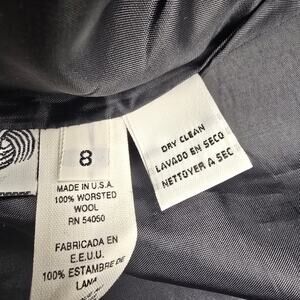 8
MADE IN U.S.A.
100% WORSTED
WOOL
RN 54050
FABRICADA EN
E.E.U.U.
100% ESTAMBRE DE
LANA
DRY CLEAN
LAVADO EN SECO
NETTOYER A SEC